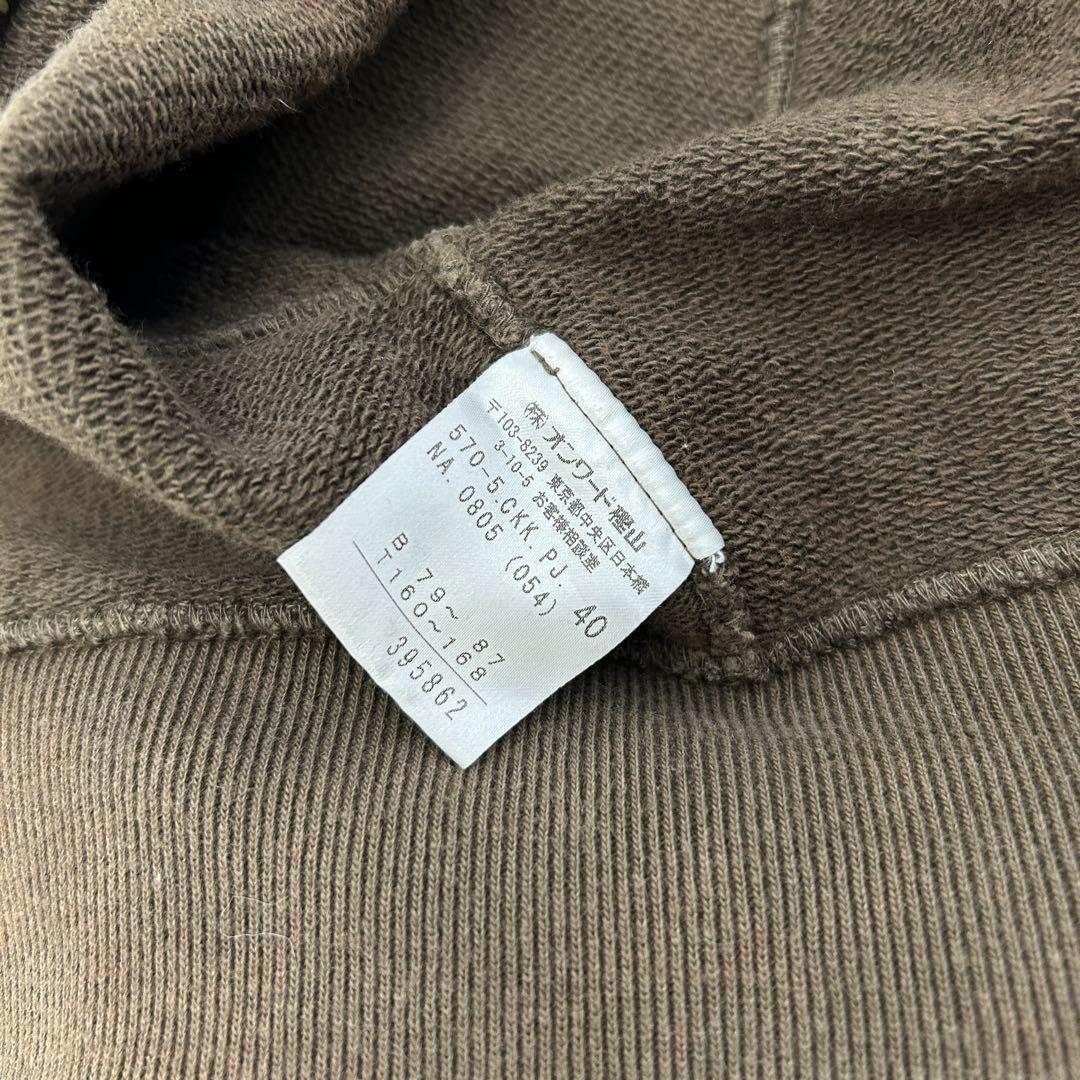 (株)オンワード樫山
〒103-8239 東京都中央区日本橋
3-10-5 お客様相談室
570-5.CKK.PJ. 40
NA.0805 (054)
B 79～ 87
T160～168
395862